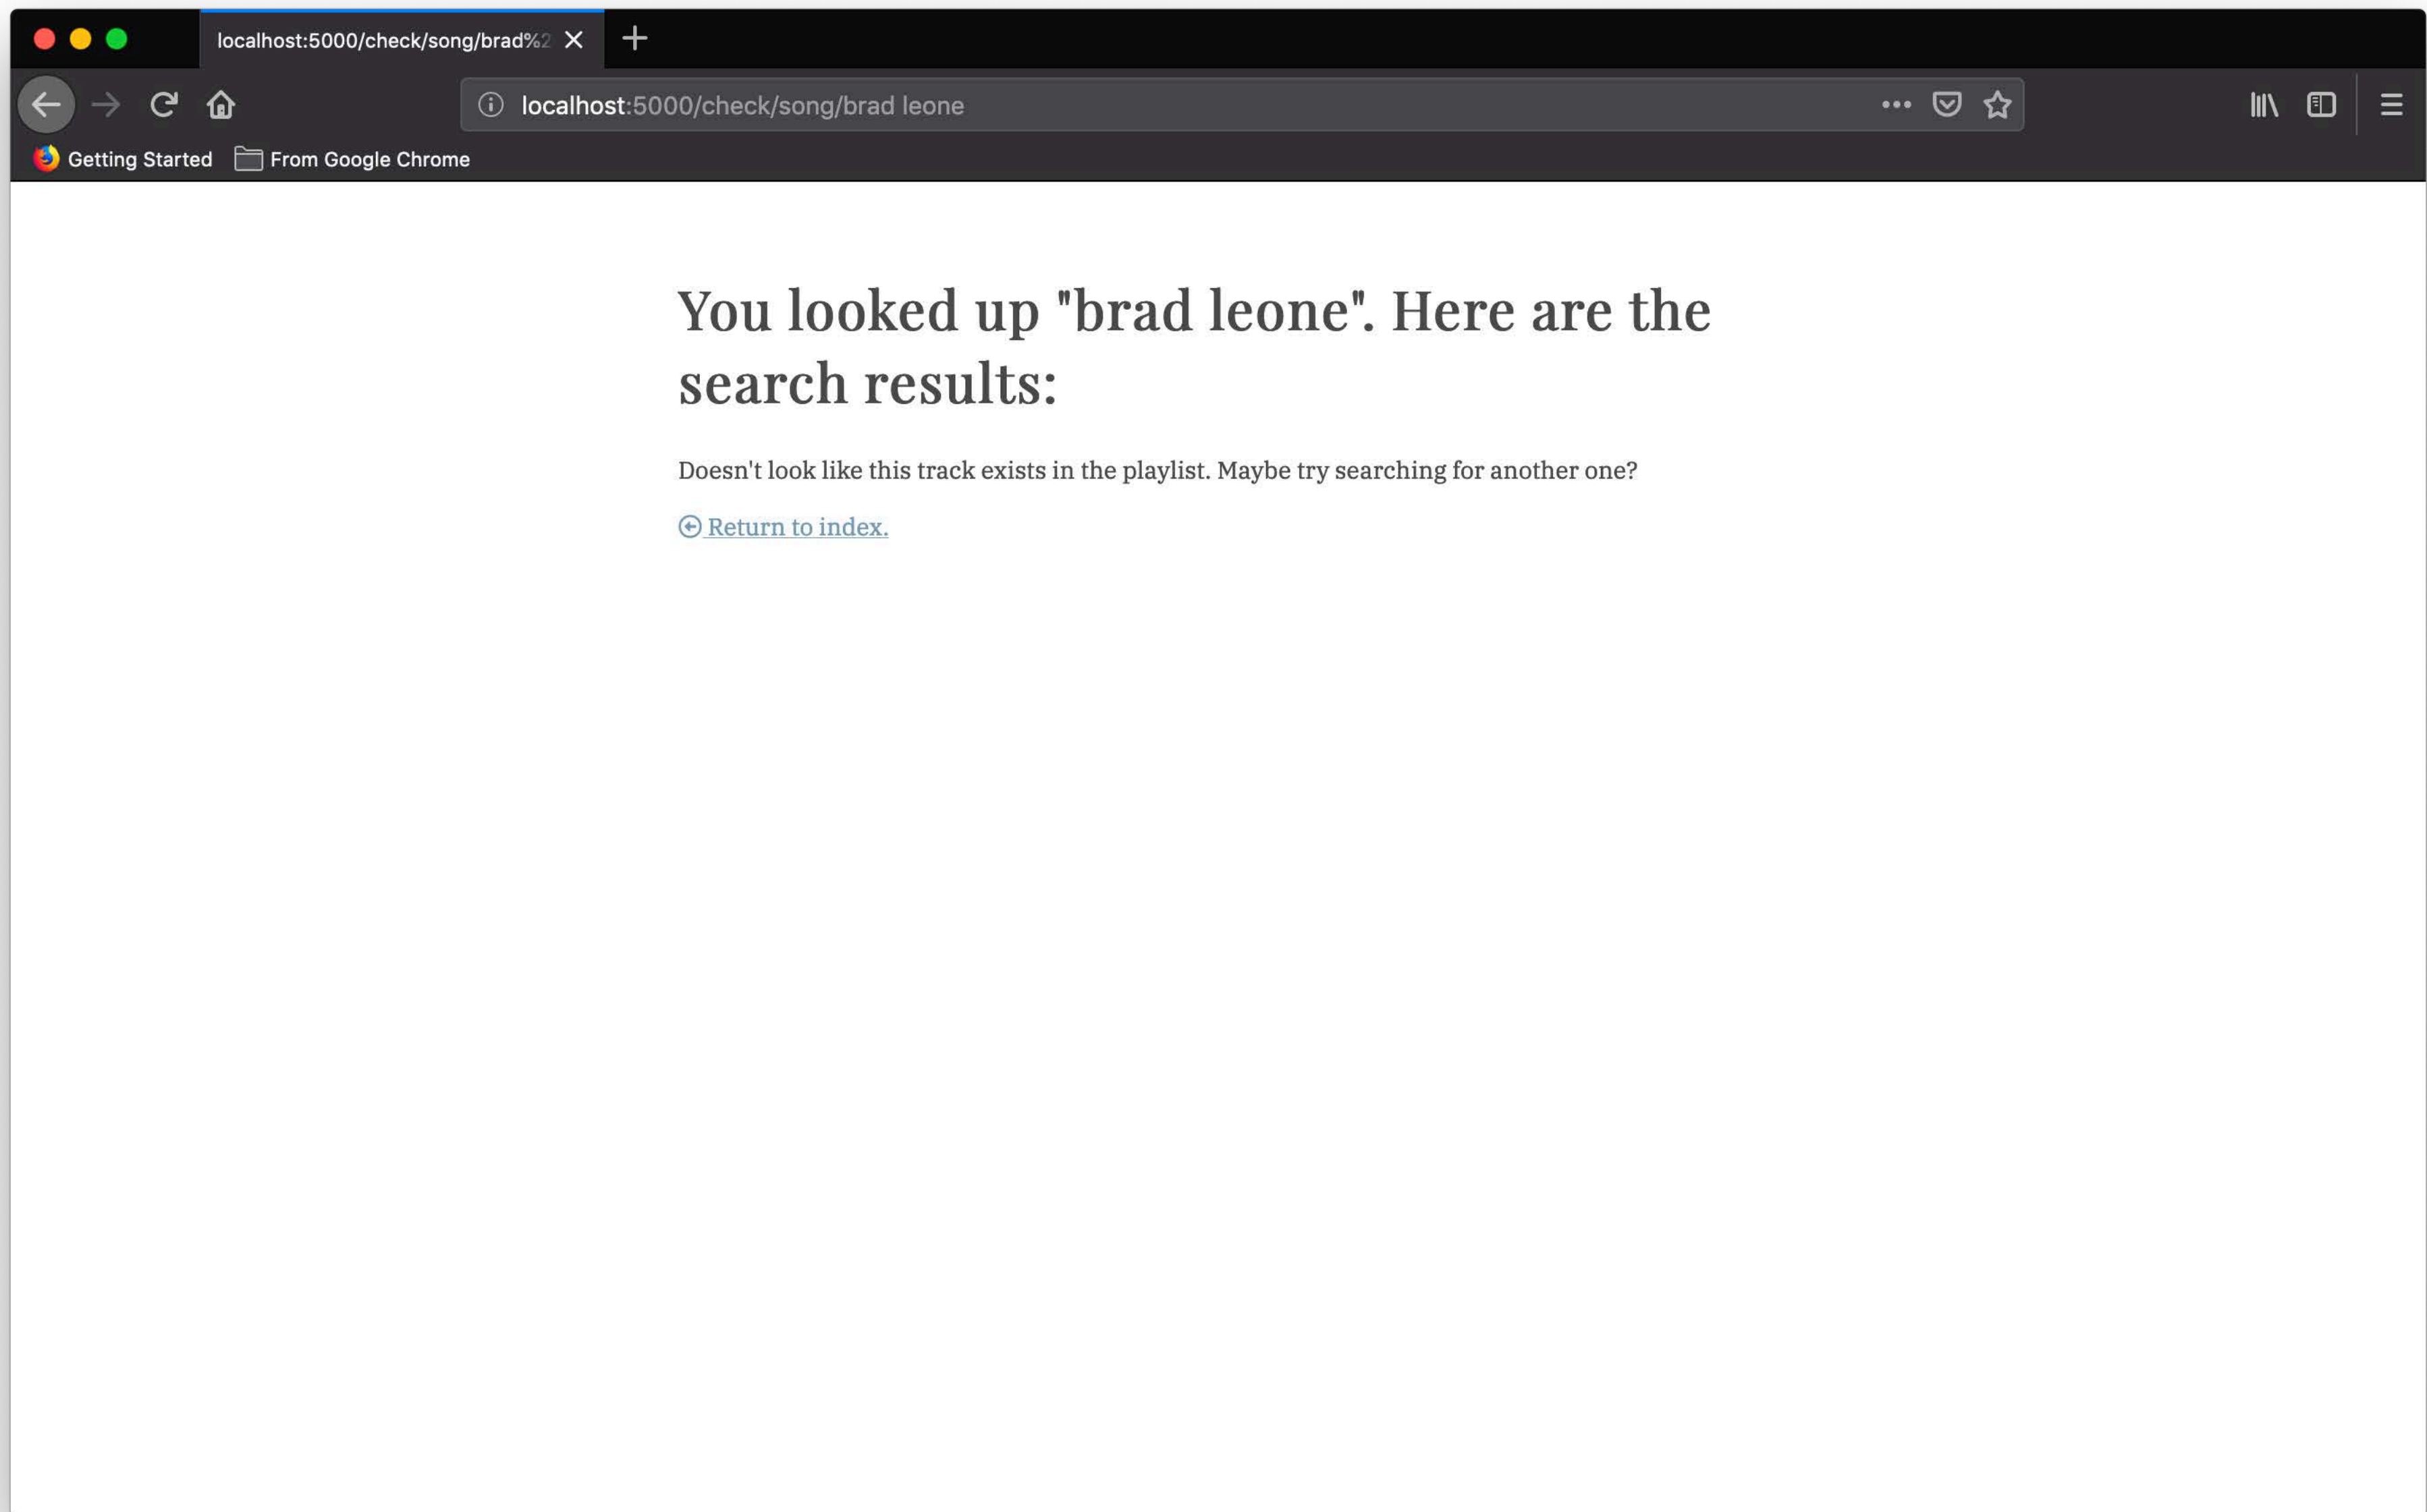 localhost:5000/check/song/brad%2
localhost:5000/check/song/brad leone
Getting Started From Google Chrome
You looked up "brad leone". Here are the
search results:
Doesn't look like this track exists in the playlist. Maybe try searching for another one?
Return to index.